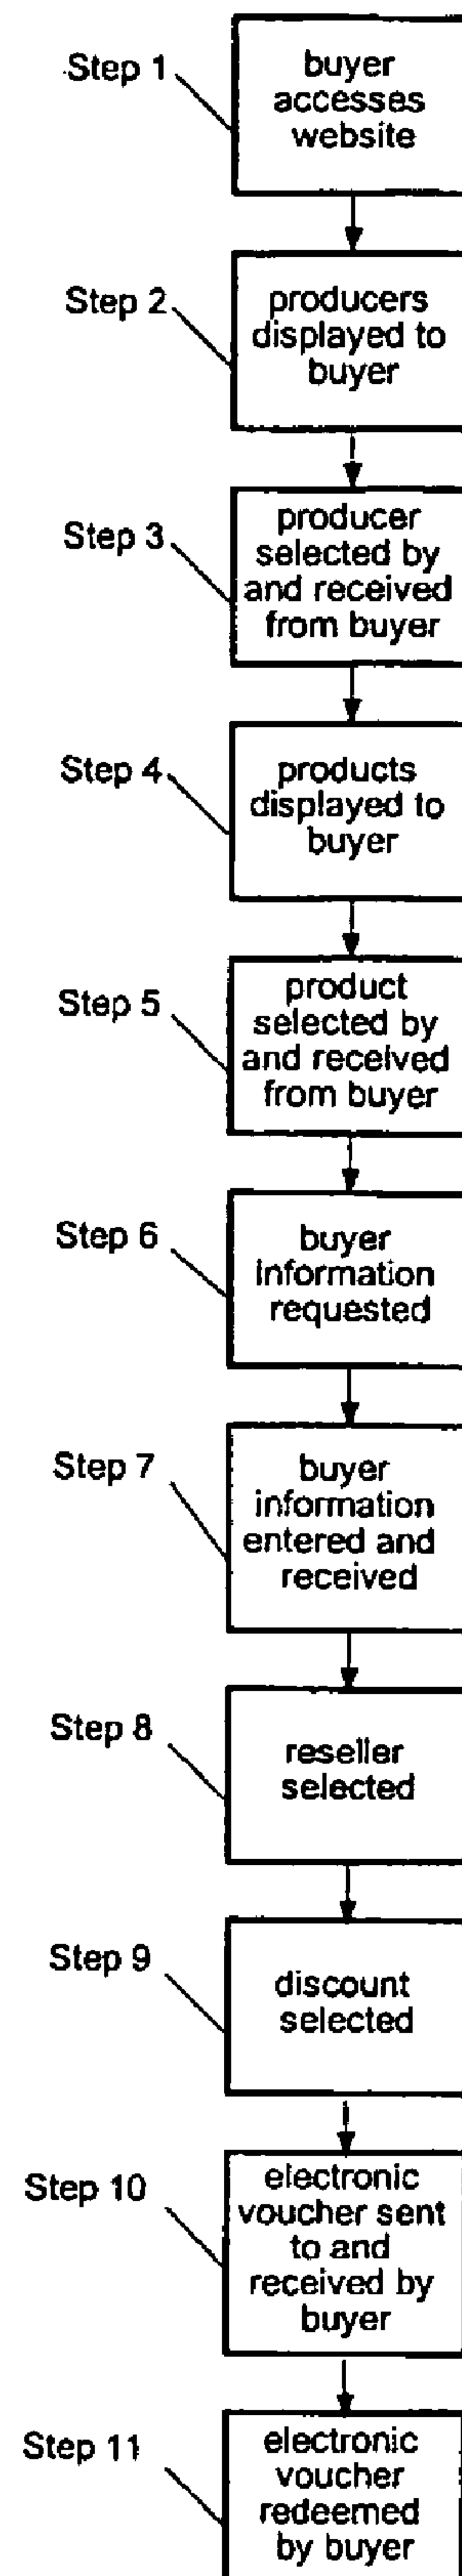 Step 1
buyer
accesses
website
Step 2
producers
displayed to
buyer
Step 3
producer
selected by
and received
from buyer
Step 4
products
displayed to
buyer
Step 5
product
selected by
and received
from buyer
Step 6
buyer
information
requested
Step 7
buyer
information
entered and
received
Step 8
reseller
selected
Step 9
discount
selected
Step 10
electronic
voucher sent
to and
received by
buyer
Step 11
electronic
voucher
redeemed
by buyer